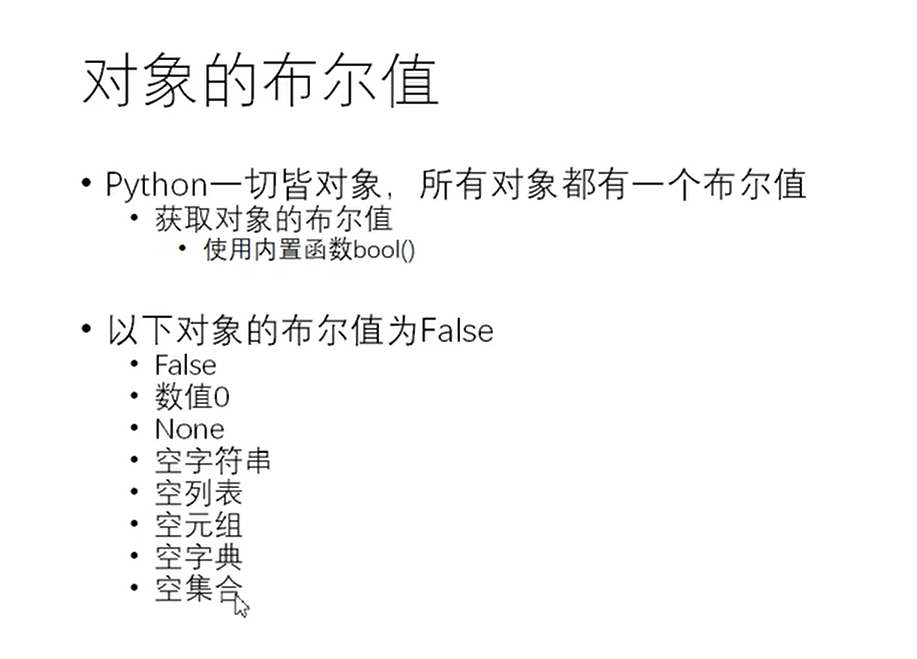 对象的布尔值
• Python一切皆对象，所有对象都有一个布尔值
• 获取对象的布尔值
• 使用内置函数bool()
• 以下对象的布尔值为False
• False
• 数值0
• None
• 空字符串
• 空列表
• 空元组
• 空字典
• 空集合